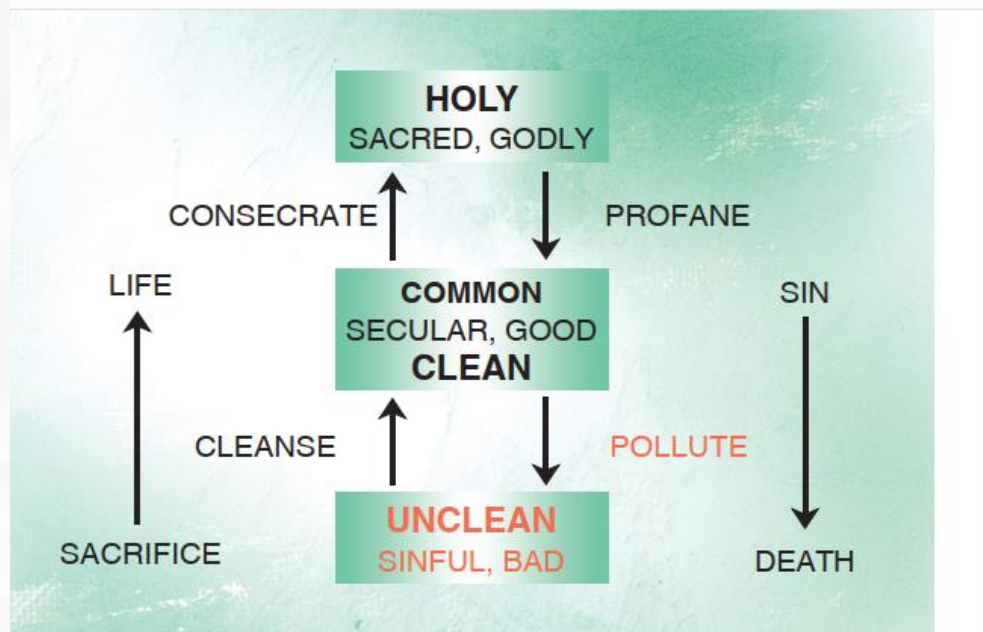 HOLY
SACRED, GODLY
CONSECRATE
PROFANE
LIFE
SIN
COMMON
SECULAR, GOOD
CLEAN
CLEANSE
POLLUTE
UNCLEAN
SINFUL, BAD
SACRIFICE
DEATH